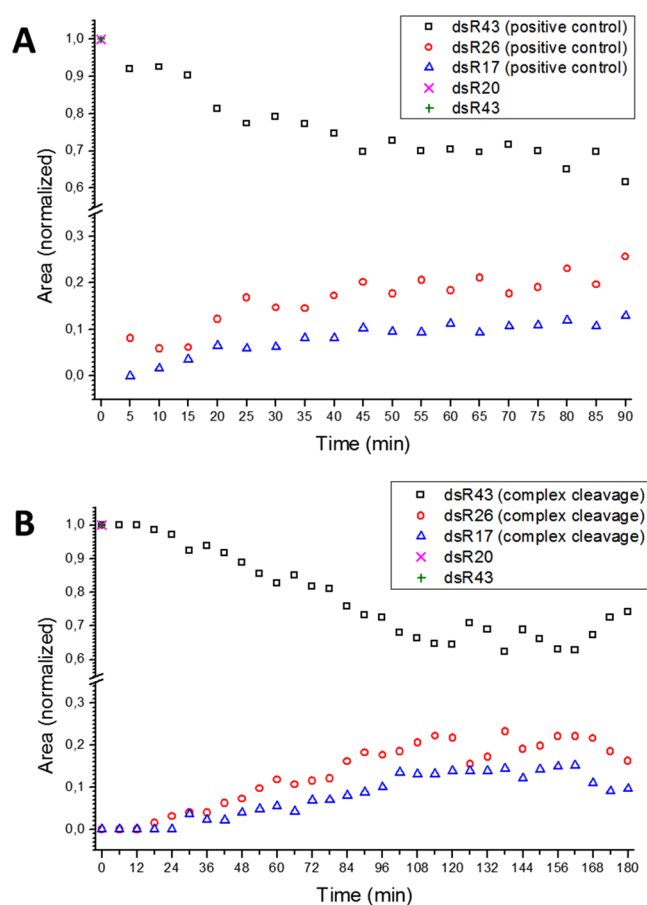 A
dsR43 (positive control)
dsR26 (positive control)
dsR17 (positive control)
dsR20
dsR43
1,0
0,9
0,8
0,7
0,6
0,3
0,2
0,1
0,0
Area (normalized)
0 5 10 15 20 25 30 35 40 45 50 55 60 65 70 75 80 85 90
Time (min)
B
dsR43 (complex cleavage)
dsR26 (complex cleavage)
dsR17 (complex cleavage)
dsR20
dsR43
1,0
0,9
0,8
0,7
0,6
0,3
0,2
0,1
0,0
Area (normalized)
0 12 24 36 48 60 72 84 96 108 120 132 144 156 168 180
Time (min)